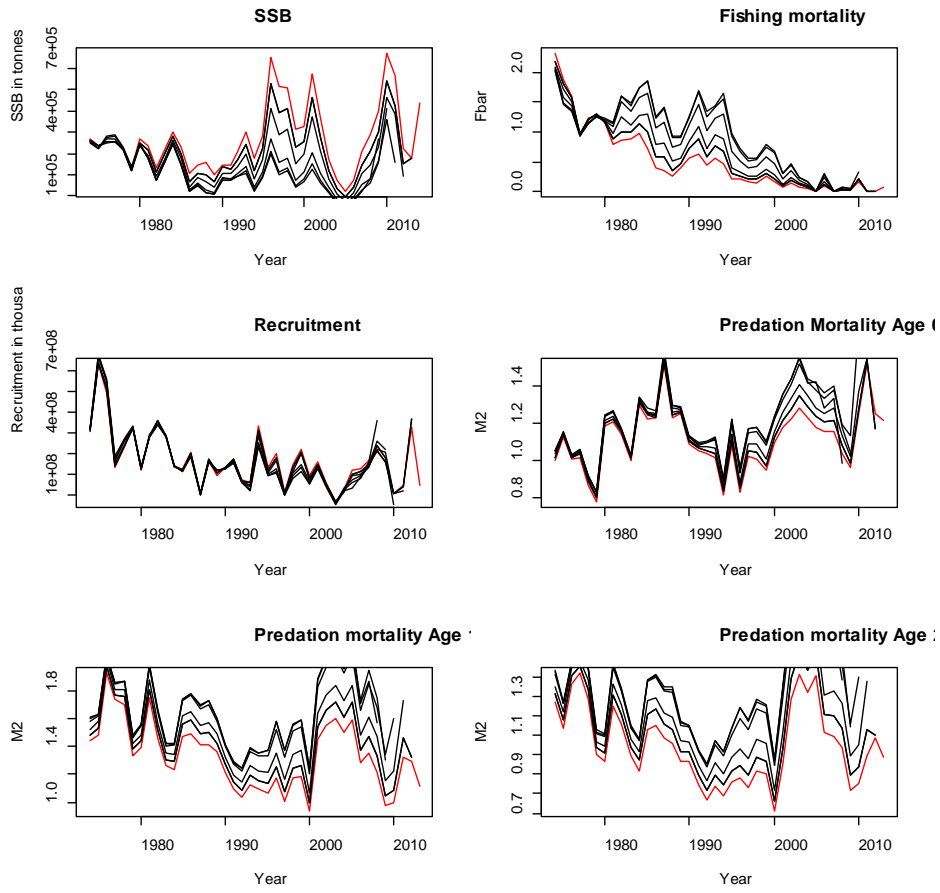 SSB
SSB in tonnes
7e+05
4e+05
1e+05
1980 1990 2000 2010
Year
Fishing mortality
Fbar
2.0
1.0
0.0
1980 1990 2000 2010
Year
Recruitment
Recruitment in thousa
7e+08
4e+08
1e+08
1980 1990 2000 2010
Year
Predation Mortality Age
M2
1.4
1.2
1.0
0.8
1980 1990 2000 2010
Year
Predation mortality Age
M2
1.8
1.4
1.0
1980 1990 2000 2010
Year
Predation mortality Age
M2
1.3
1.1
0.9
0.7
1980 1990 2000 2010
Year